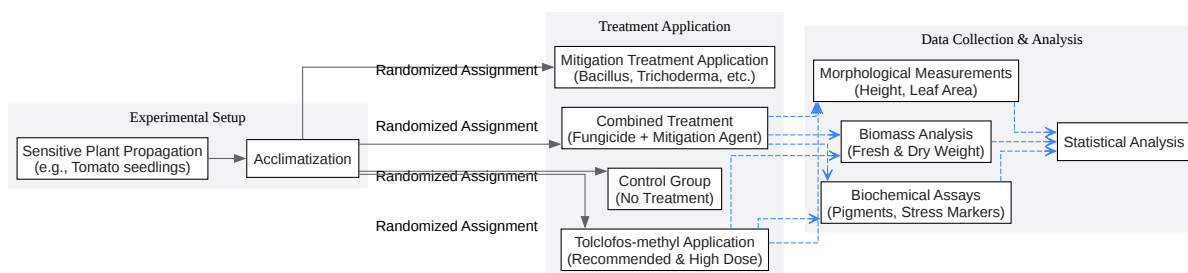 Experimental Setup
Sensitive Plant Propagation
(e.g., Tomato seedlings)
Acclimatization
Randomized Assignment
Randomized Assignment
Randomized Assignment
Randomized Assignment
Treatment Application
Mitigation Treatment Application
(Bacillus, Trichoderma, etc.)
Combined Treatment
(Fungicide + Mitigation Agent)
Control Group
(No Treatment)
Tolclofos-methyl Application
(Recommended & High Dose)
Data Collection & Analysis
Morphological Measurements
(Height, Leaf Area)
Biomass Analysis
(Fresh & Dry Weight)
Biochemical Assays
(Pigments, Stress Markers)
Statistical Analysis